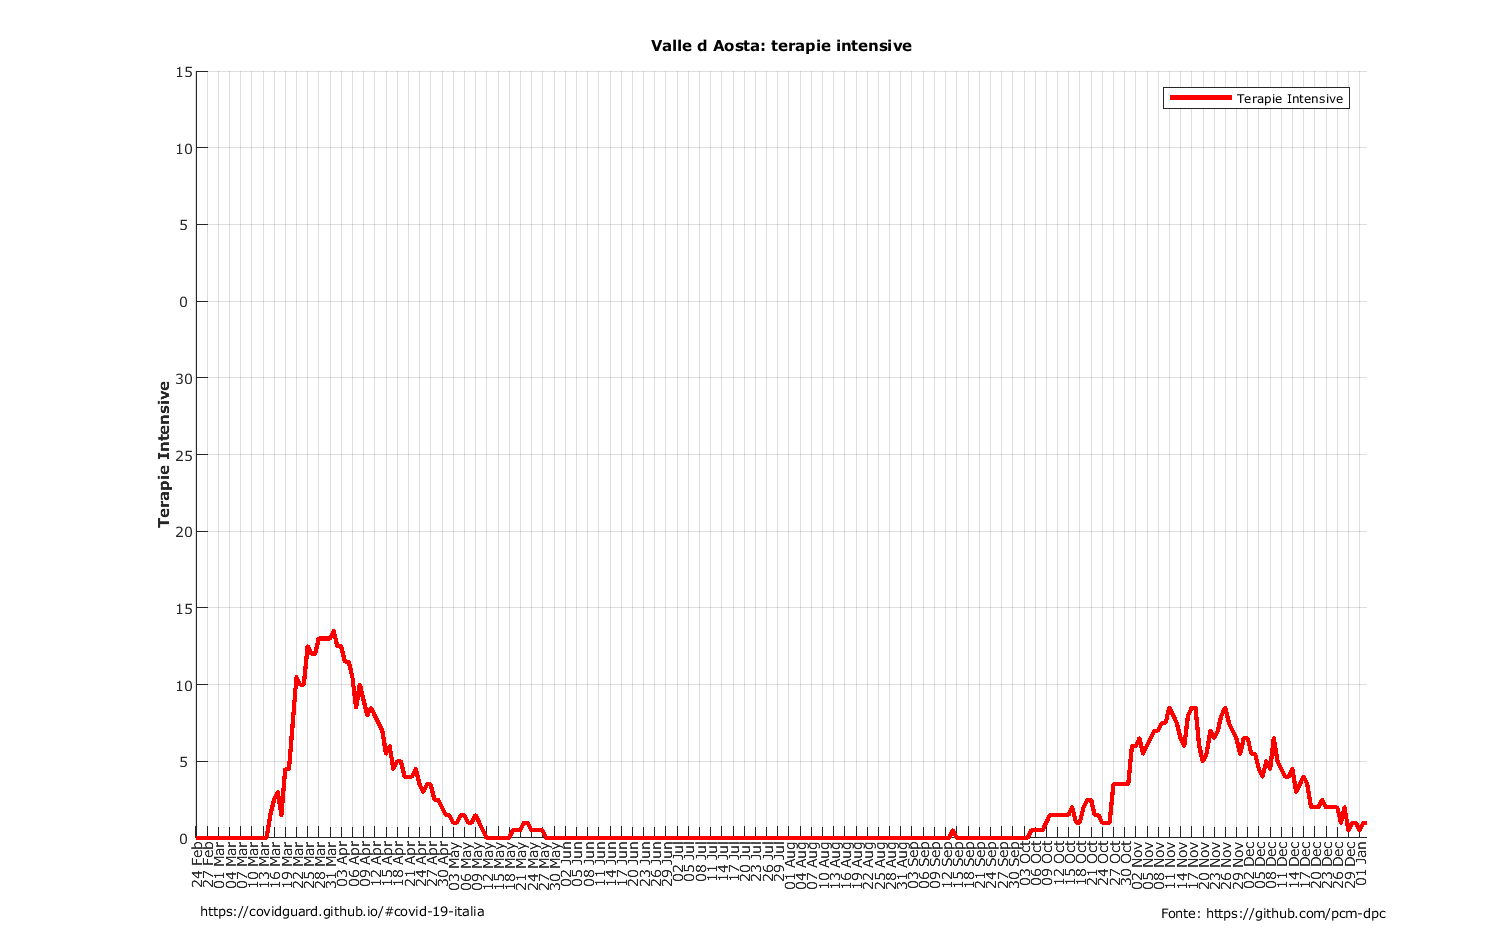 Valle d Aosta: terapie intensive
Terapie Intensive
Terapie Intensive
15
10
5
0
30
25
20
15
10
5
0
24 Feb
27 Feb
01 Mar
04 Mar
07 Mar
10 Mar
13 Mar
16 Mar
19 Mar
22 Mar
25 Mar
28 Mar
31 Mar
03 Apr
06 Apr
09 Apr
12 Apr
15 Apr
18 Apr
21 Apr
24 Apr
27 Apr
30 Apr
03 May
06 May
09 May
12 May
15 May
18 May
21 May
24 May
27 May
30 May
02 Jun
05 Jun
08 Jun
11 Jun
14 Jun
17 Jun
20 Jun
23 Jun
26 Jun
29 Jun
02 Jul
05 Jul
08 Jul
11 Jul
14 Jul
17 Jul
20 Jul
23 Jul
26 Jul
29 Jul
01 Aug
04 Aug
07 Aug
10 Aug
13 Aug
16 Aug
19 Aug
22 Aug
25 Aug
28 Aug
31 Aug
03 Sep
06 Sep
09 Sep
12 Sep
15 Sep
18 Sep
21 Sep
24 Sep
27 Sep
30 Sep
03 Oct
06 Oct
09 Oct
12 Oct
15 Oct
18 Oct
21 Oct
24 Oct
27 Oct
30 Oct
02 Nov
05 Nov
08 Nov
11 Nov
14 Nov
17 Nov
20 Nov
23 Nov
26 Nov
29 Nov
02 Dec
05 Dec
08 Dec
11 Dec
14 Dec
17 Dec
20 Dec
23 Dec
26 Dec
29 Dec
01 Jan
https://covidguard.github.io/#covid-19-italia
Fonte: https://github.com/pcm-dpc